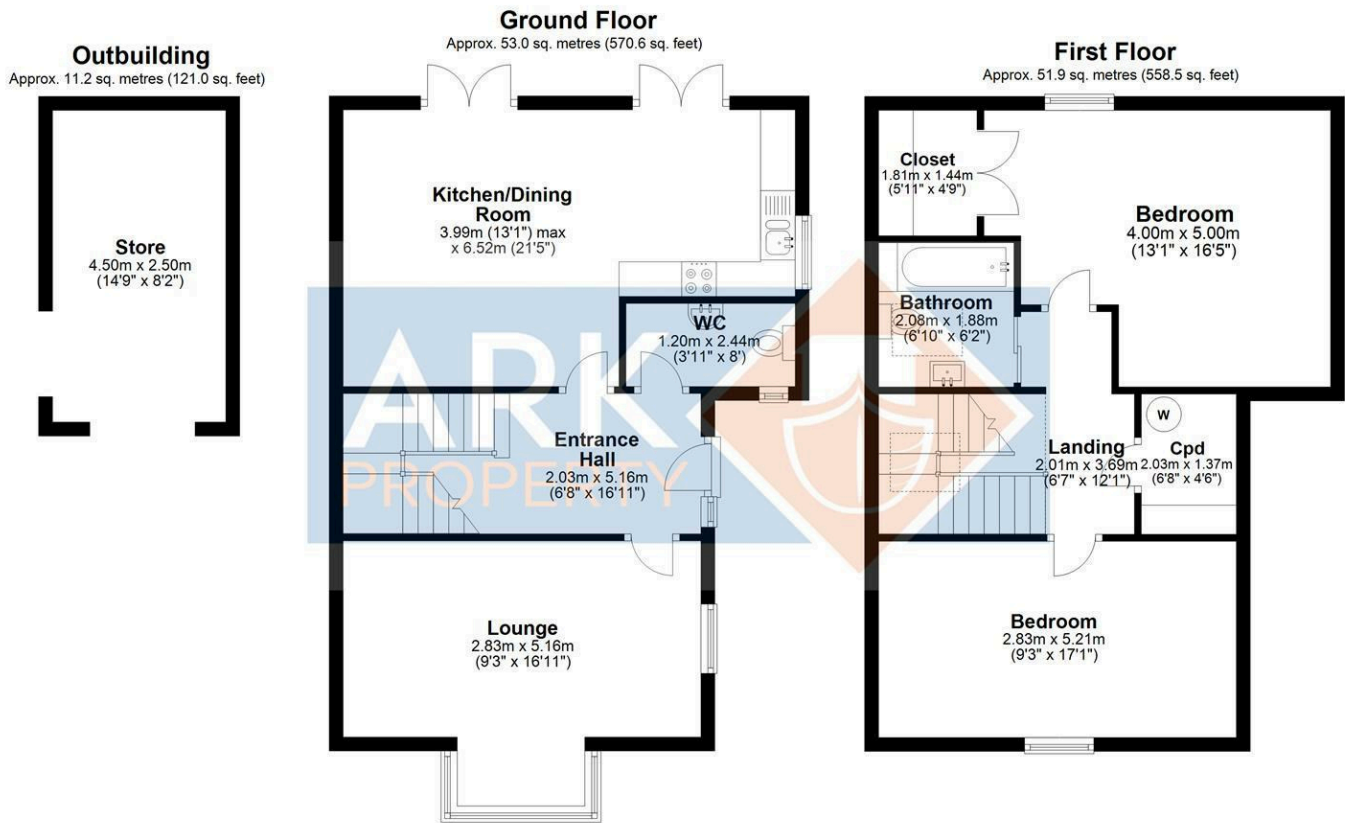 Outbuilding
Approx. 11.2 sq. metres (121.0 sq. feet)
Store
4.50m x 2.50m
(14'9" x 8'2")
Ground Floor
Approx. 53.0 sq. metres (570.6 sq. feet)
Kitchen/Dining
Room
3.99m (13'1") max
x 6.52m (21'5")
WC
1.20m x 2.44m
(3'11" x 8')
Entrance
Hall
2.03m x 5.16m
(6'8" x 16'11")
Lounge
2.83m x 5.16m
(9'3" x 16'11")
First Floor
Approx. 51.9 sq. metres (558.5 sq. feet)
Closet
1.81m x 1.44m
(5'11" x 4'9")
Bedroom
4.00m x 5.00m
(13'1" x 16'5")
Bathroom
2.08m x 1.88m
(6'10" x 6'2")
W
Landing
2.01m x 3.69m
(6'7" x 12'1")
Cpd
2.03m x 1.37m
(6'8" x 4'6")
Bedroom
2.83m x 5.21m
(9'3" x 17'1")
ARK
PROPERTY